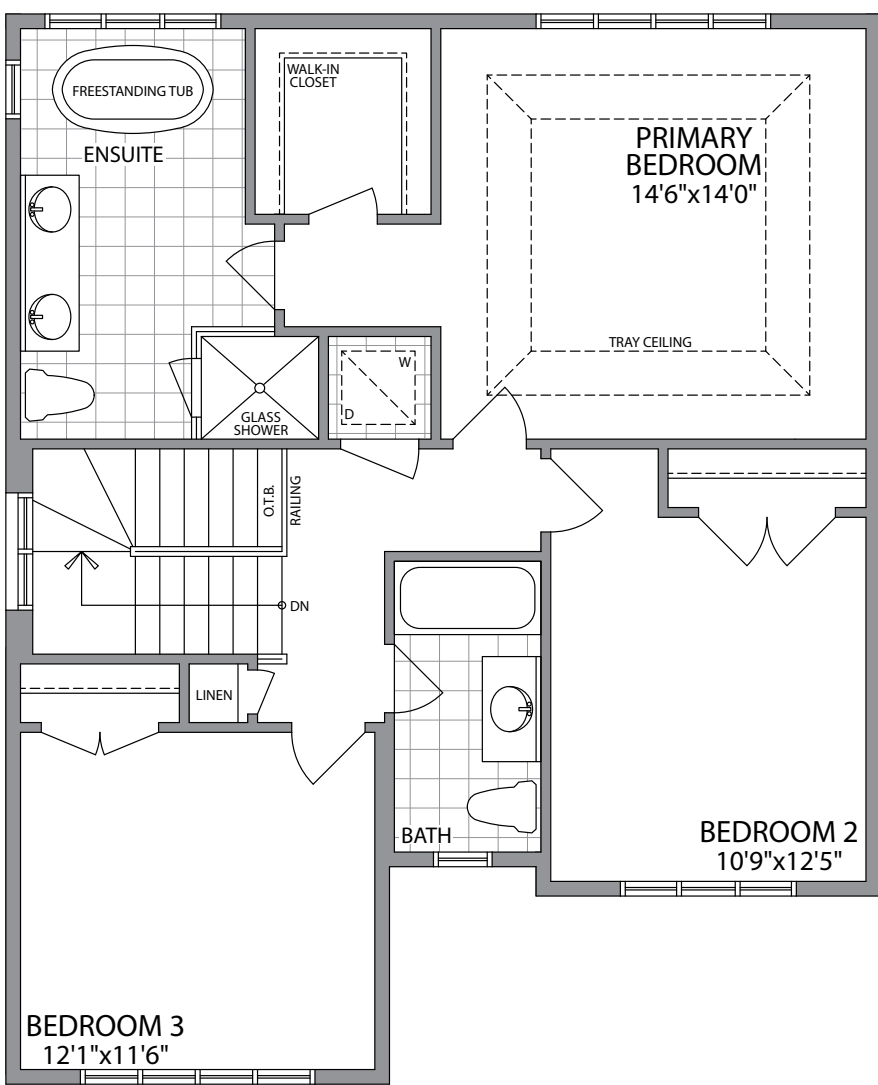 FREESTANDING TUB
ENSUITE
WALK-IN
CLOSET
PRIMARY
BEDROOM
14'6"x14'0"
TRAY CEILING
W
D
GLASS
SHOWER
O.T.B.
RAILING
DN
LINEN
BATH
BEDROOM 2
10'9"x12'5"
BEDROOM 3
12'1"x11'6"